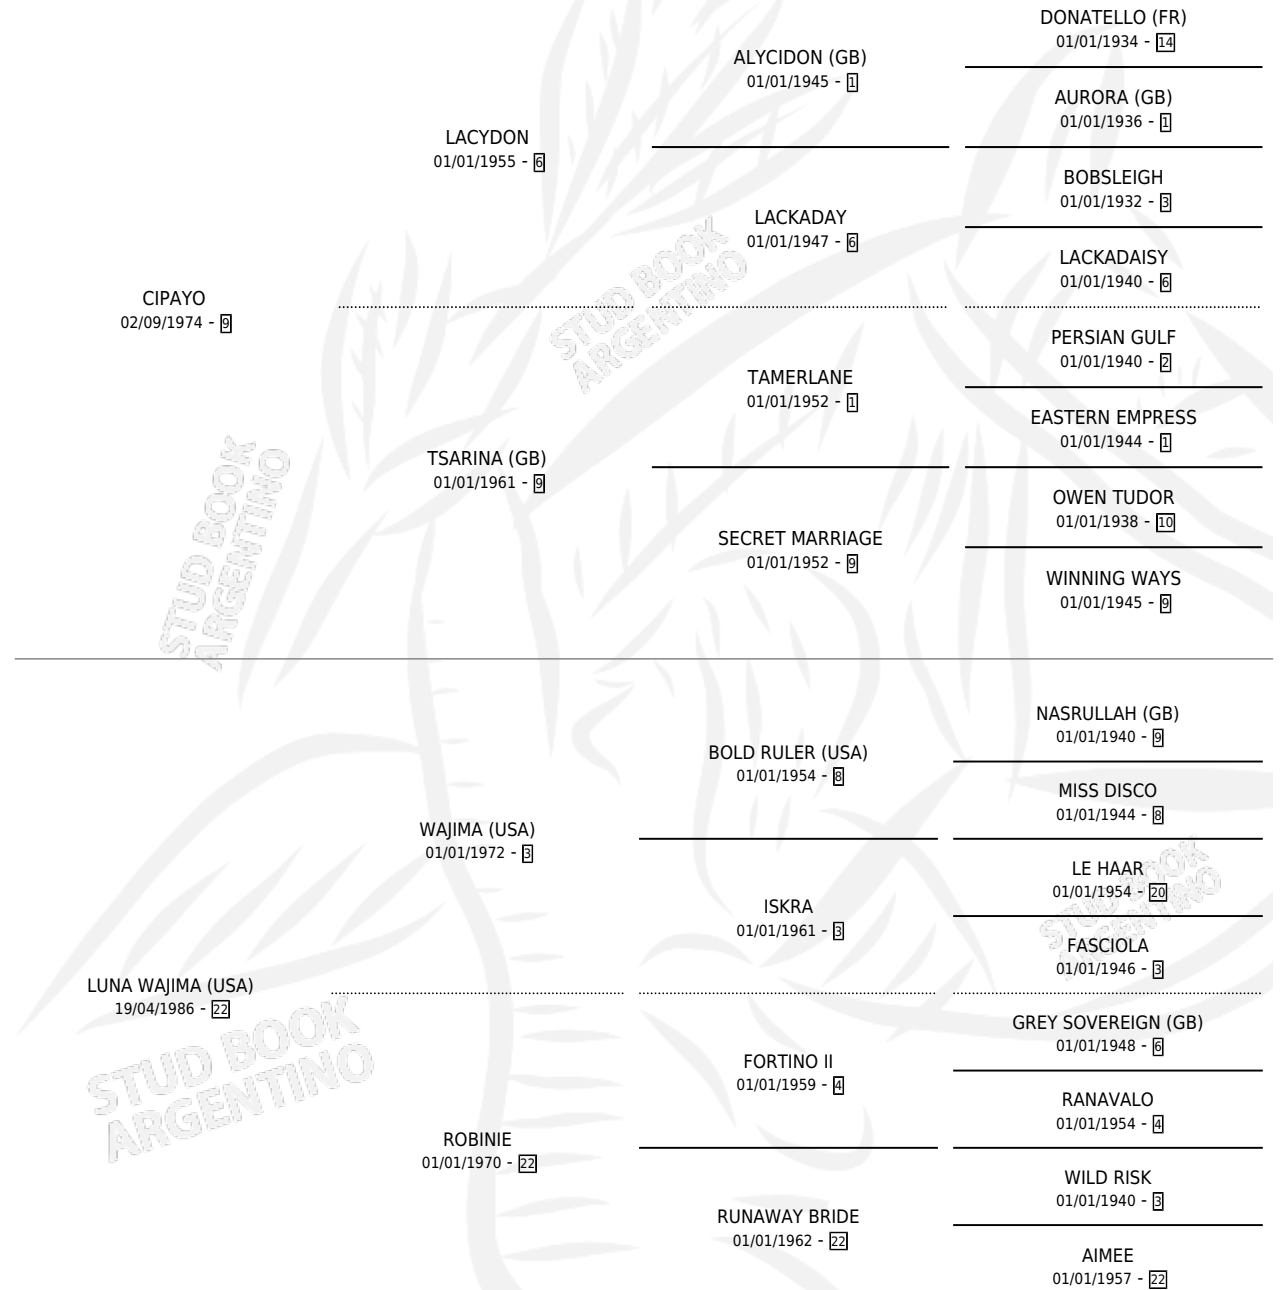 DONATELLO (FR)
01/01/1934 - 14
ALYCIDON (GB)
01/01/1945 - 1
AURORA (GB)
01/01/1936 - 1
LACYDON
01/01/1955 - 6
BOBSLEIGH
01/01/1932 - 3
LACKADAY
01/01/1947 - 6
LACKADAISY
01/01/1940 - 6
CIPAYO
02/09/1974 - 9
STUD BOOK
ARGENTINO
PERSIAN GULF
01/01/1940 - 2
TAMERLANE
01/01/1952 - 1
EASTERN EMPRESS
01/01/1944 - 1
TSARINA (GB)
01/01/1961 - 9
OWEN TUDOR
01/01/1938 - 10
SECRET MARRIAGE
01/01/1952 - 9
WINNING WAYS
01/01/1945 - 9
STUD BOOK
ARGENTINO
NASRULLAH (GB)
01/01/1940 - 9
BOLD RULER (USA)
01/01/1954 - 8
MISS DISCO
01/01/1944 - 8
WAJIMA (USA)
01/01/1972 - 3
LE HAAR
01/01/1954 - 20
ISKRA
01/01/1961 - 3
FASCIOLA
01/01/1946 - 3
STUD BOOK
ARGENTINO
LUNA WAJIMA (USA)
19/04/1986 - 22
GREY SOVEREIGN (GB)
01/01/1948 - 6
FORTINO II
01/01/1959 - 4
RANAVALO
01/01/1954 - 4
STUD BOOK
ARGENTINO
ROBINIE
01/01/1970 - 22
WILD RISK
01/01/1940 - 3
RUNAWAY BRIDE
01/01/1962 - 22
AIMEE
01/01/1957 - 22